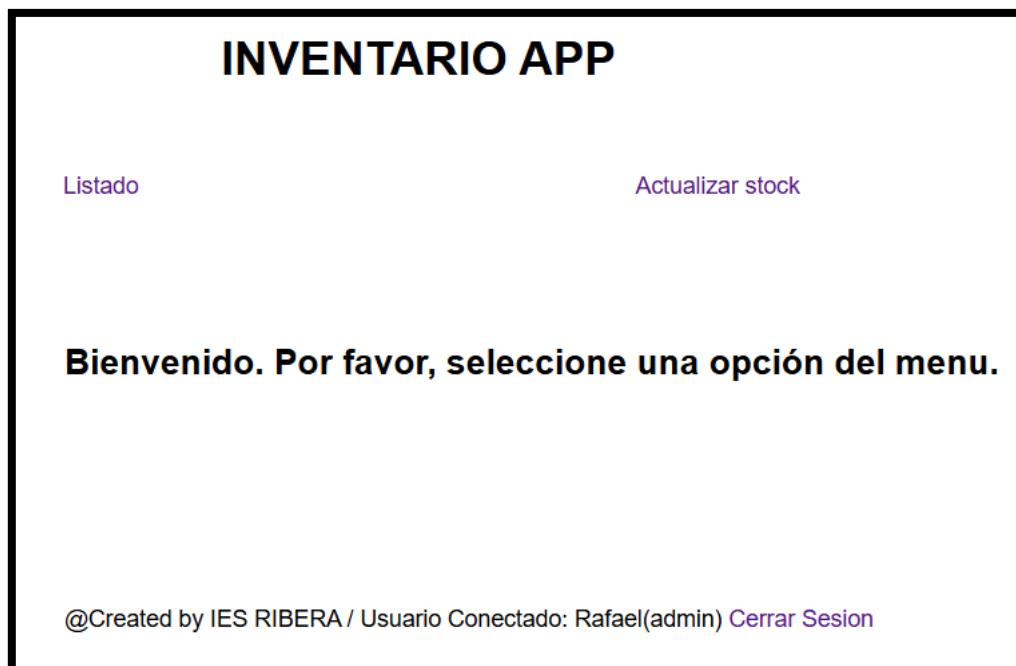 INVENTARIO APP
Listado Actualizar stock
Bienvenido. Por favor, seleccione una opción del menu.
@Created by IES RIBERA / Usuario Conectado: Rafael(admin) Cerrar Sesion